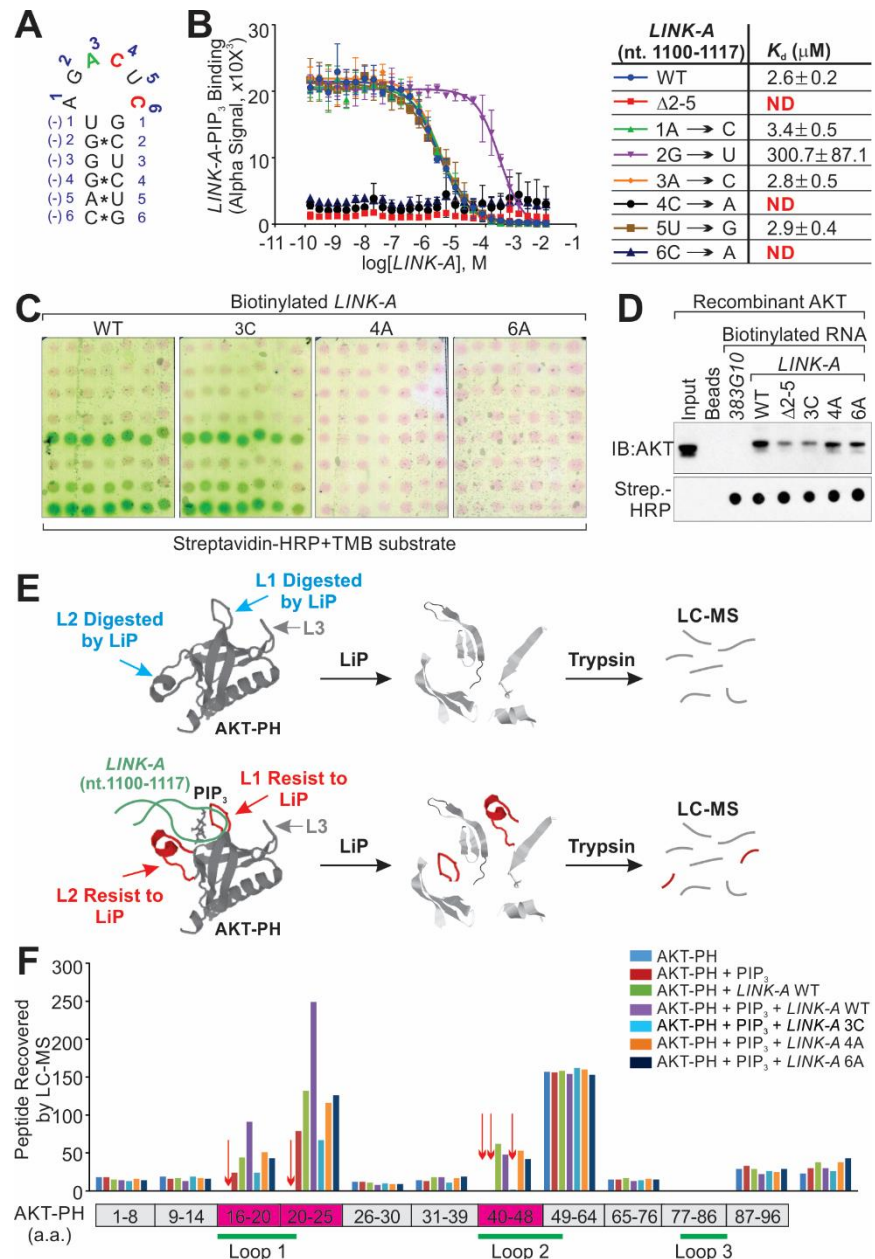 A
1
2
3
4
5
6
A G A C U C
(-) 1 U G 1
(-) 2 G*C 2
(-) 3 G U 3
(-) 4 G*C 4
(-) 5 A*U 5
(-) 6 C*G 6
B
LINK-A-PIP3 Binding
(Alpha Signal, x10X³)
30
20
10
0
-11 -10 -9 -8 -7 -6 -5 -4 -3 -2 -1
log[LINK-A], M
LINK-A
(nt. 1100-1117) Kd (μM)
WT 2.6±0.2
Δ2-5 ND
1A → C 3.4±0.5
2G → U 300.7±87.1
3A → C 2.8±0.5
4C → A ND
5U → G 2.9±0.4
6C → A ND
C
Biotinylated LINK-A
WT 3C 4A 6A
Streptavidin-HRP+TMB substrate
D
Recombinant AKT
Biotinylated RNA
LINK-A
Input Beads 383G10 WT Δ2-5 3C 4A 6A
IB:AKT
Strep.-
HRP
E
L1 Digested
by LiP
L2 Digested
by LiP
L3
AKT-PH
LiP
Trypsin
LC-MS
LINK-A
(nt.1100-1117)
PIP3
L1 Resist to
LiP
L3
L2 Resist to
LiP
AKT-PH
LiP
Trypsin
LC-MS
F
Peptide Recovered
by LC-MS
300
250
200
150
100
50
0
AKT-PH
AKT-PH + PIP3
AKT-PH + LINK-A WT
AKT-PH + PIP3 + LINK-A WT
AKT-PH + PIP3 + LINK-A 3C
AKT-PH + PIP3 + LINK-A 4A
AKT-PH + PIP3 + LINK-A 6A
AKT-PH
(a.a.)
1-8 9-14 16-20 20-25 26-30 31-39 40-48 49-64 65-76 77-86 87-96
Loop 1 Loop 2 Loop 3